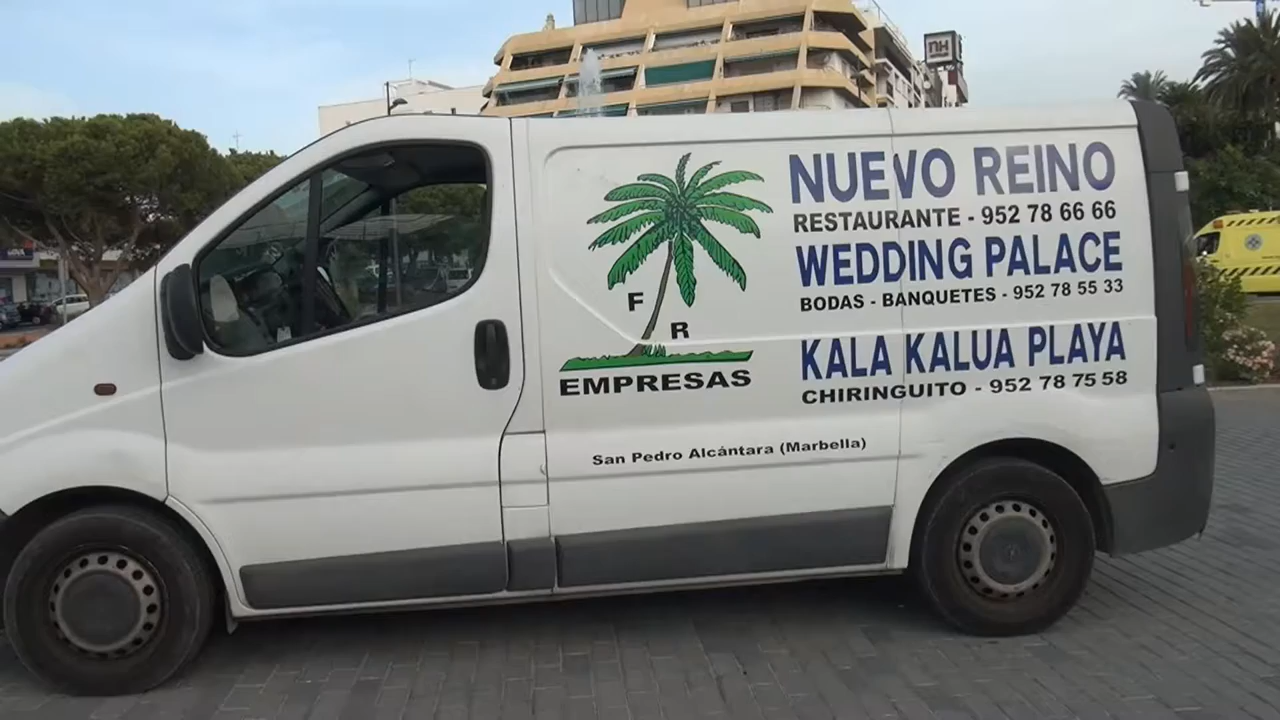 nh
NUEVO REINO
RESTAURANTE - 952 78 66 66
WEDDING PALACE
BODAS - BANQUETES - 952 78 55 33
KALA KALUA PLAYA
CHIRINGUITO - 952 78 75 58
F
R
EMPRESAS
San Pedro Alcántara (Marbella)